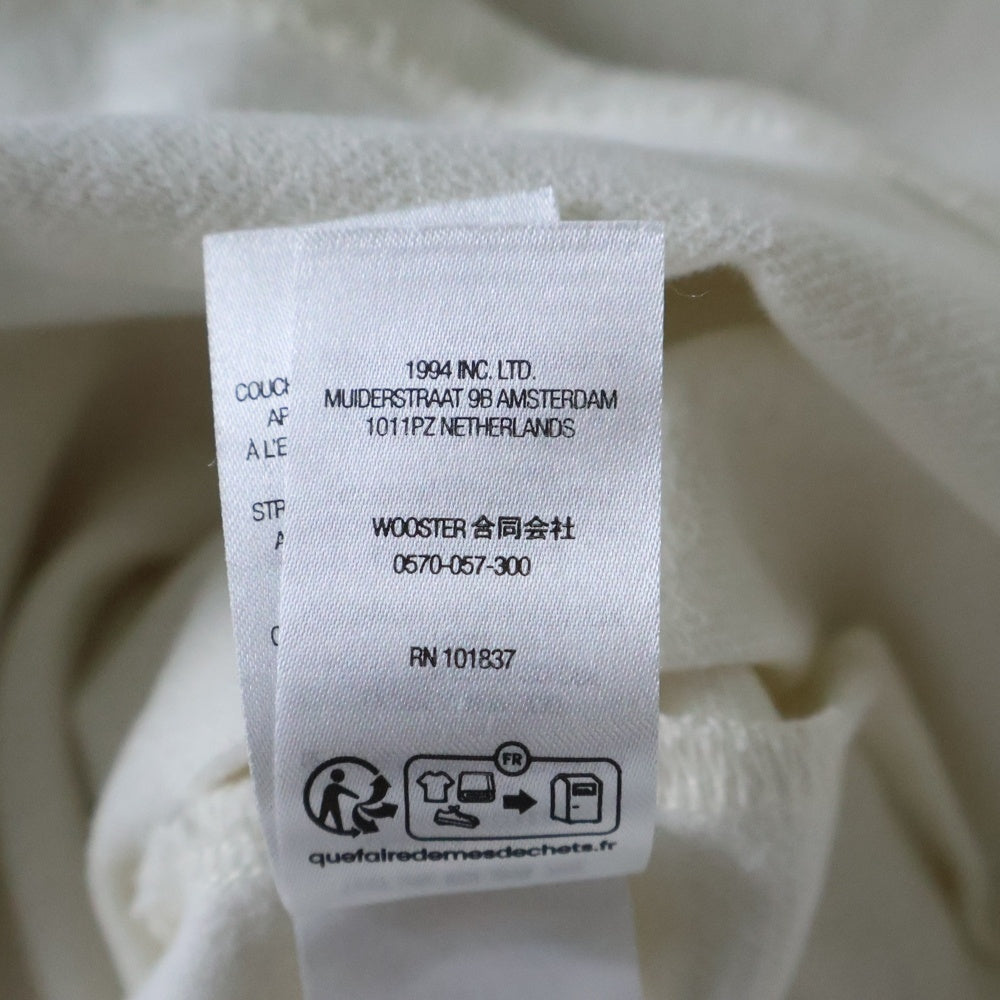 1994 INC. LTD.
MUIDERSTRAAT 9B AMSTERDAM
1011PZ NETHERLANDS
WOOSTER 合同会社
0570-057-300
RN 101837
FR
quefairedemesdechets.fr
À L'E